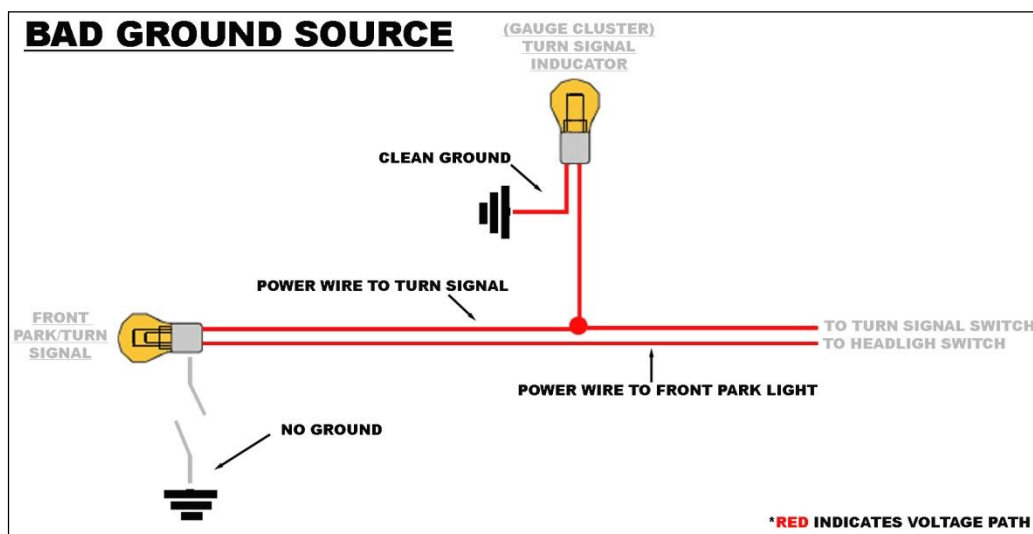 BAD GROUND SOURCE
(GAUGE CLUSTER)
TURN SIGNAL
INDUCATOR
CLEAN GROUND
POWER WIRE TO TURN SIGNAL
FRONT
PARK/TURN
SIGNAL
TO TURN SIGNAL SWITCH
TO HEADLIGH SWITCH
POWER WIRE TO FRONT PARK LIGHT
NO GROUND
*RED INDICATES VOLTAGE PATH